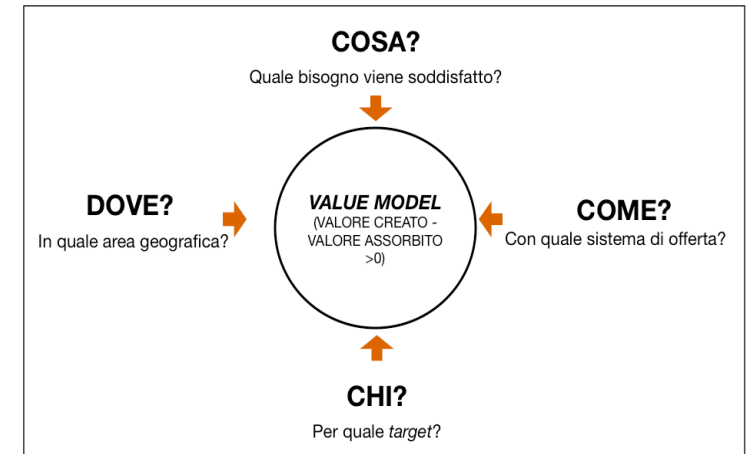 COSA?
Quale bisogno viene soddisfatto?
DOVE?
In quale area geografica?
VALUE MODEL
(VALORE CREATO -
VALORE ASSORBITO
>0)
COME?
Con quale sistema di offerta?
CHI?
Per quale target?